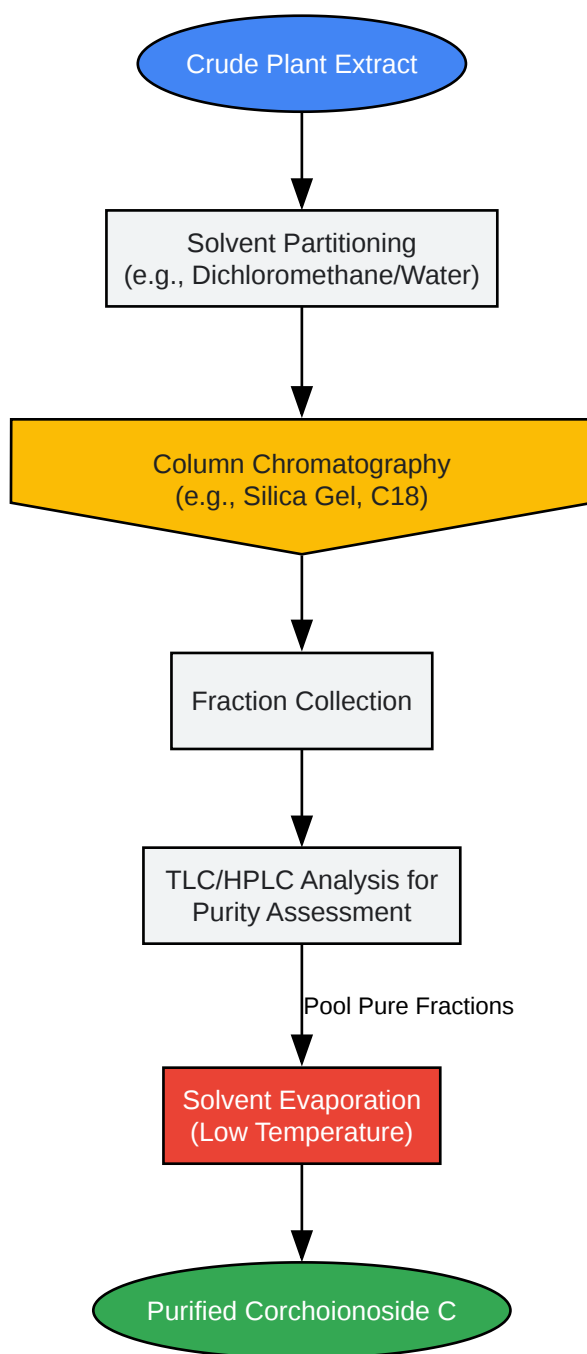 Crude Plant Extract
Solvent Partitioning
(e.g., Dichloromethane/Water)
Column Chromatography
(e.g., Silica Gel, C18)
Fraction Collection
TLC/HPLC Analysis for
Purity Assessment
Pool Pure Fractions
Solvent Evaporation
(Low Temperature)
Purified Corchoionoside C